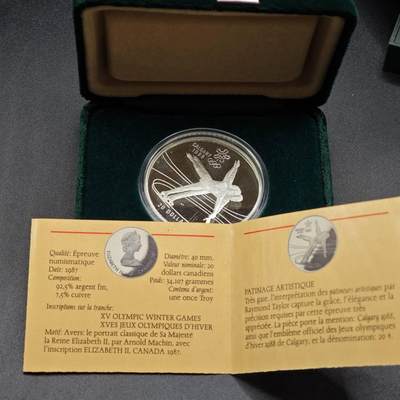 CALGARY
1988
20 DOLLARS
Qualité: Épreuve
numismatique
Date: 1987
Composition:
92,5% argent fin,
7,5% cuivre
Diamètre: 40 mm.
Valeur nominale: 20
dollars canadiens
Poids: 34,107 grammes
Contenu d'argent:
une once Troy
Inscriptions sur la tranche:
XV OLYMPIC WINTER GAMES
XVES JEUX OLYMPIQUES D'HIVER
Motif: Avers: le portrait classique de Sa Majesté
la Reine Elizabeth II, par Arnold Machin, avec
l'inscription ELIZABETH II CANADA 1987.
PATINAGE ARTISTIQUE
Très gaie, l'interprétation des patineurs artistiques par
Raymond Taylor capture la grâce, l'élégance et la
précision requises par cette épreuve très
appréciée. La pièce porte la mention: Calgary 1988,
ans que l'emblème officiel des Jeux olympiques
d'hiver 1988 de Calgary, et la dénomination: 20 $.